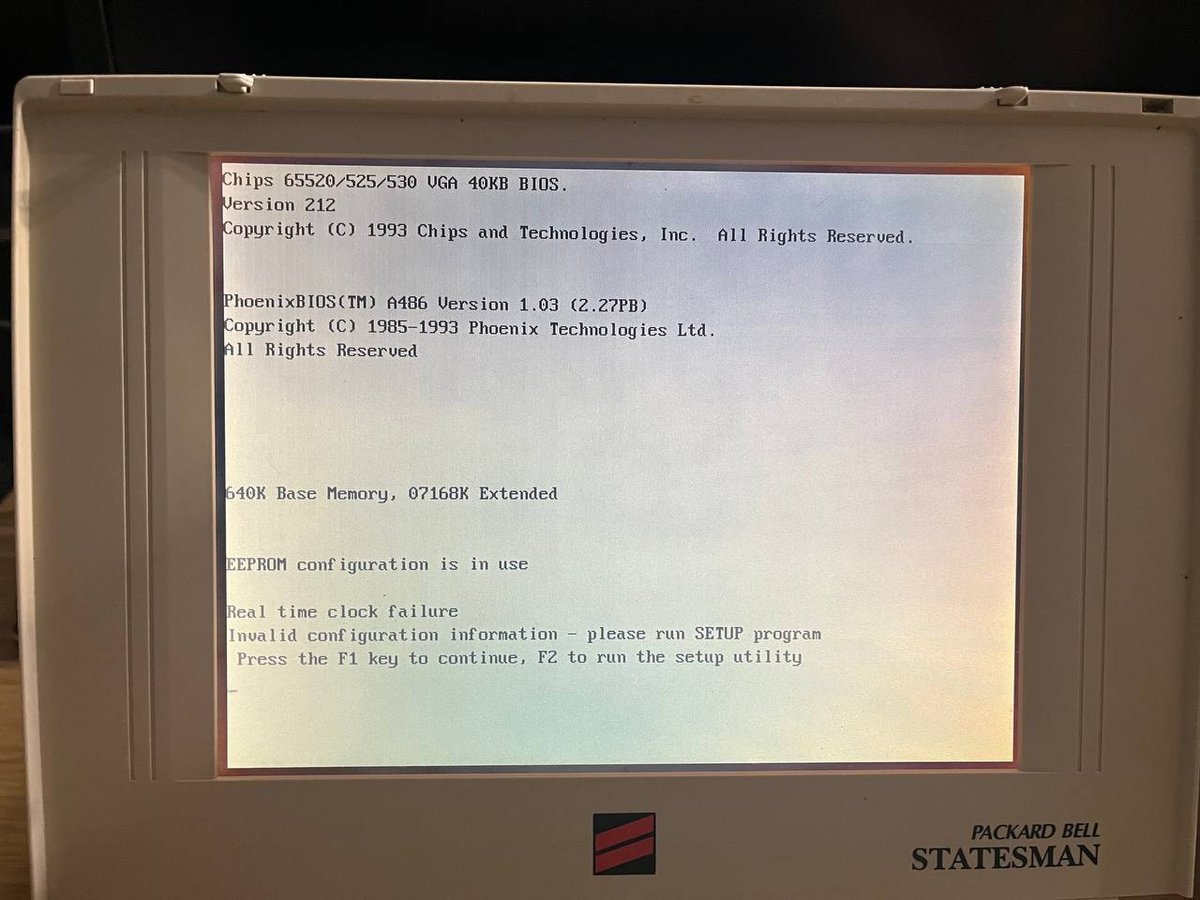 Chips 65520/525/530 VGA 40KB BIOS.
Version 212
Copyright (C) 1993 Chips and Technologies, Inc.  All Rights Reserved.
PhoenixBIOS(TM) A486 Version 1.03 (2.27PB)
Copyright (C) 1985-1993 Phoenix Technologies Ltd.
All Rights Reserved
640K Base Memory, 07168K Extended
EEPROM configuration is in use
Real time clock failure
Invalid configuration information - please run SETUP program
Press the F1 key to continue, F2 to run the setup utility
_
PACKARD BELL
STATESMAN